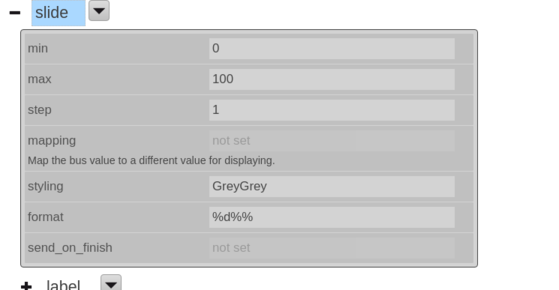 slide
min 0
max 100
step 1
mapping not set
Map the bus value to a different value for displaying.
styling GreyGrey
format %d%%
send_on_finish not set
label